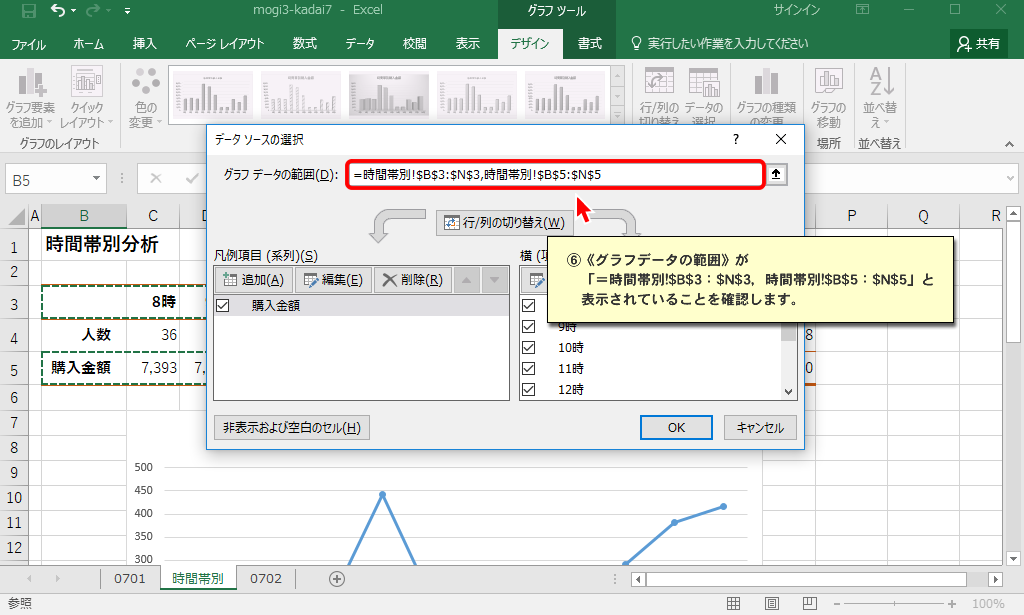 mogi3-kadai7 - Excel
グラフ ツール
サインイン
ファイル ホーム 挿入 ページ レイアウト 数式 データ 校閲 表示 デザイン 書式 実行したい作業を入力してください 共有
グラフ要素を追加
クイックレイアウト
色の変更
行/列の切り替え
データの選択
グラフの種類の変更
グラフの移動
並べ替え
グラフのレイアウト
場所
並べ替え
データ ソースの選択
?
グラフ データの範囲(D): =時間帯別!$B$3:$N$3,時間帯別!$B$5:$N$5
行/列の切り替え(W)
凡例項目 (系列)(S)
追加(A) 編集(E) 削除(R)
購入金額
横 (項
9時
10時
11時
12時
非表示および空白のセル(H)
OK
キャンセル
⑥《グラフデータの範囲》が
「＝時間帯別!$B$3：$N$3，時間帯別!$B$5：$N$5」と
表示されていることを確認します。
B5
A B C D P Q R
1 時間帯別分析
2
3 8時
4 人数 36 8
5 購入金額 7,393 7, 0
6
7
8
9
10
11
12
500
450
400
350
300
0701 時間帯別 0702
参照
100%